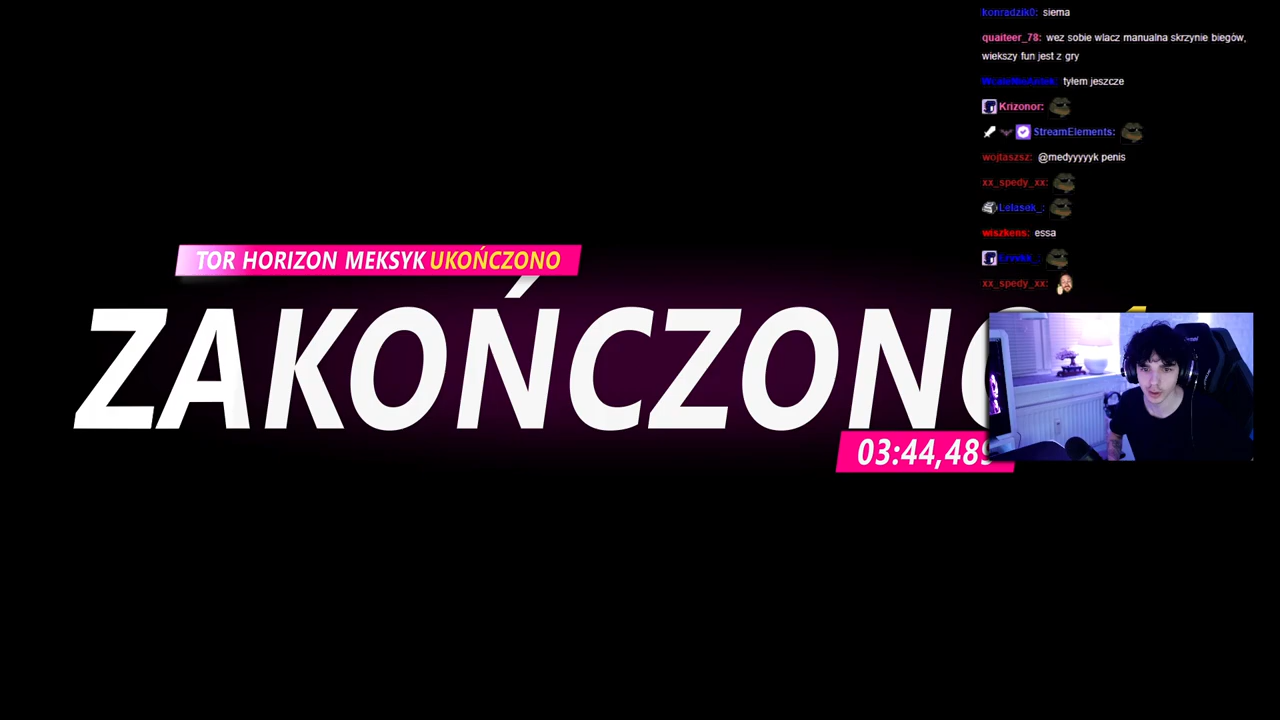 konradzik0: siema
quaiteer_78: wez sobie wlacz manualna skrzynie biegów,
wiekszy fun jest z gry
tyłem jeszcze
Krizonor:
StreamElements:
wojtaszsz: @medyyyyyk penis
xx_spedy_xx:
Lelasek_:
wiszkens: essa
xx_spedy_xx:
TOR HORIZON MEKSYK UKOŃCZONO
ZAKOŃCZONO
03:44,489